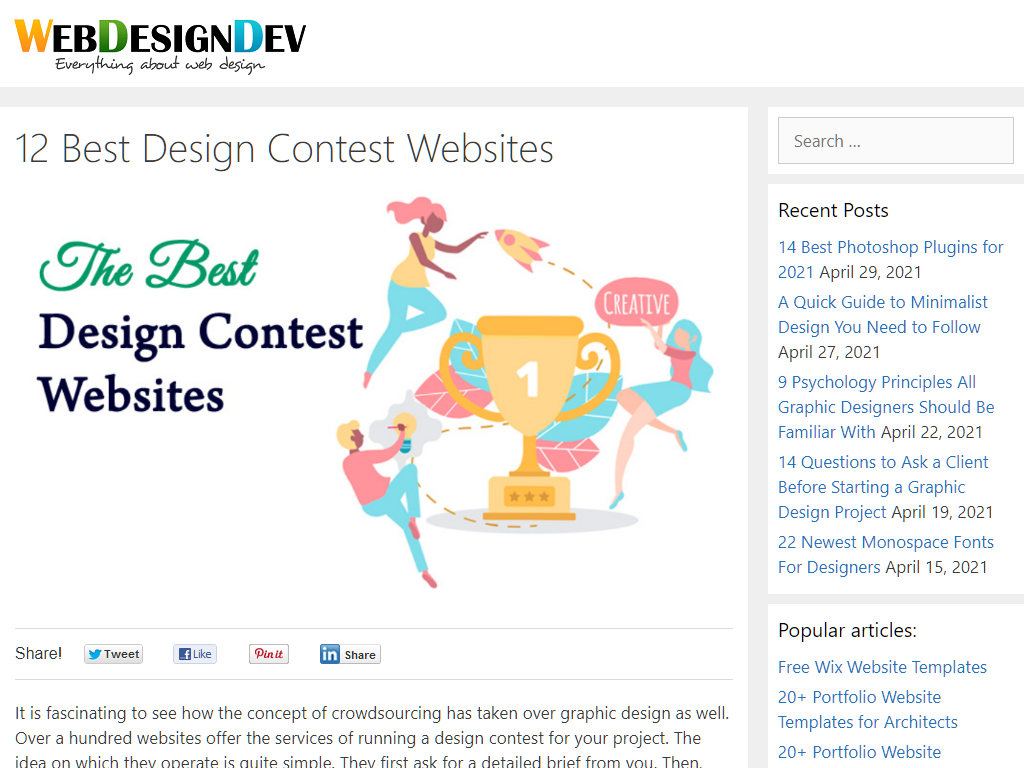 WEBDESIGNDEV
Everything about web design
12 Best Design Contest Websites
The Best
Design Contest
Websites
CREATIVE
1
Share!
Tweet
Like
Pin it
in Share
It is fascinating to see how the concept of crowdsourcing has taken over graphic design as well.
Over a hundred websites offer the services of running a design contest for your project. The
idea on which they operate is quite simple. They first ask for a detailed brief from you. Then,
Search ...
Recent Posts
14 Best Photoshop Plugins for
2021 April 29, 2021
A Quick Guide to Minimalist
Design You Need to Follow
April 27, 2021
9 Psychology Principles All
Graphic Designers Should Be
Familiar With April 22, 2021
14 Questions to Ask a Client
Before Starting a Graphic
Design Project April 19, 2021
22 Newest Monospace Fonts
For Designers April 15, 2021
Popular articles:
Free Wix Website Templates
20+ Portfolio Website
Templates for Architects
20+ Portfolio Website